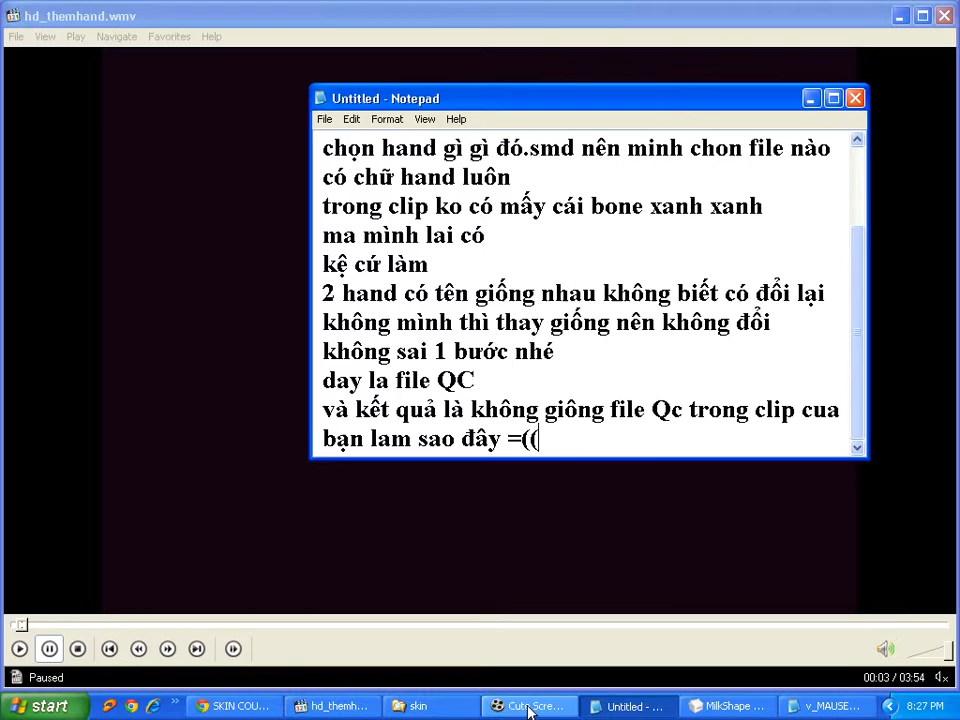 hd_themhand.wmv
File View Play Navigate Favorites Help
Untitled - Notepad
File Edit Format View Help
chọn hand gì gì đó.smd nên minh chon file nào
có chữ hand luôn
trong clip ko có mấy cái bone xanh xanh
ma mình lai có
kệ cứ làm
2 hand có tên giống nhau không biết có đổi lại
không mình thì thay giống nên không đổi
không sai 1 bước nhé
day la file QC
và kết quả là không giông file Qc trong clip cua
bạn lam sao đây =((
Paused
00:03 / 03:54
start
SKIN COU...
hd_themh...
skin
Cute Scree...
Untitled - ...
MilkShape ...
v_MAUSE...
8:27 PM